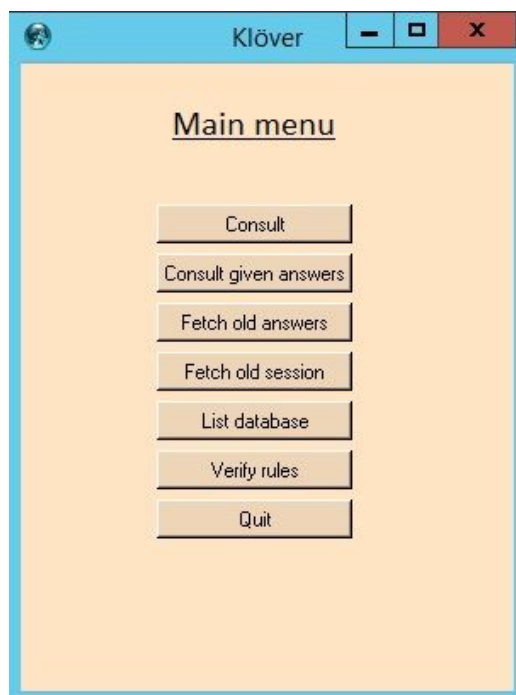 Klöver
Main menu
Consult
Consult given answers
Fetch old answers
Fetch old session
List database
Verify rules
Quit